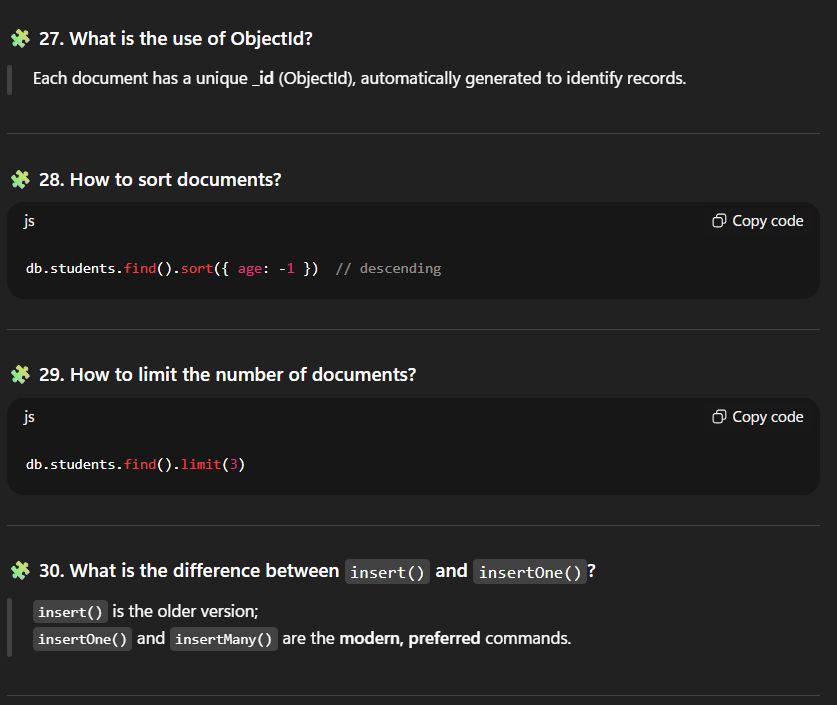 🧩 27. What is the use of ObjectId?
Each document has a unique _id (ObjectId), automatically generated to identify records.
🧩 28. How to sort documents?
js
Copy code
db.students.find().sort({ age: -1 })  // descending
🧩 29. How to limit the number of documents?
js
Copy code
db.students.find().limit(3)
🧩 30. What is the difference between insert() and insertOne()?
insert() is the older version;
insertOne() and insertMany() are the modern, preferred commands.